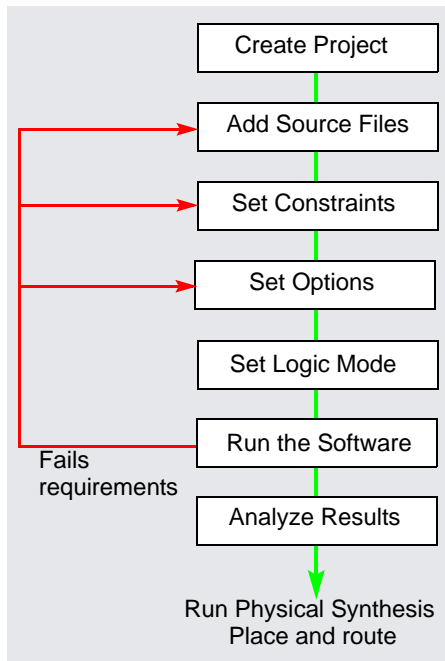 Create Project
Add Source Files
Set Constraints
Set Options
Set Logic Mode
Run the Software
Fails
requirements
Analyze Results
Run Physical Synthesis
Place and route